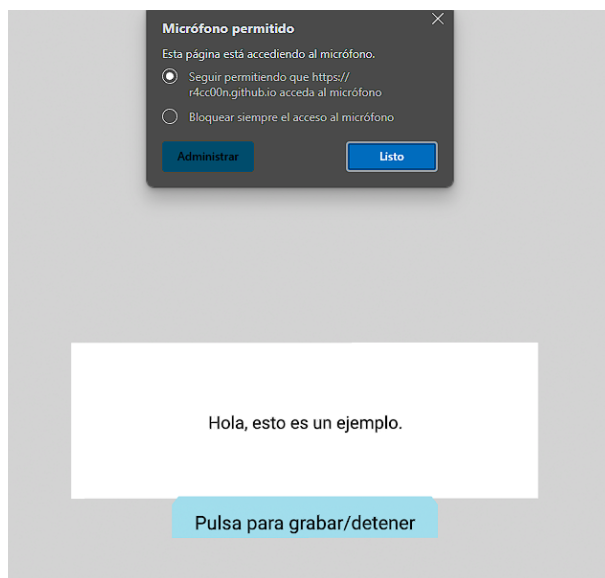 Micrófono permitido
Esta página está accediendo al micrófono.
Seguir permitiendo que https://
r4cc00n.github.io acceda al micrófono
Bloquear siempre el acceso al micrófono
Administrar
Listo
Hola, esto es un ejemplo.
Pulsa para grabar/detener